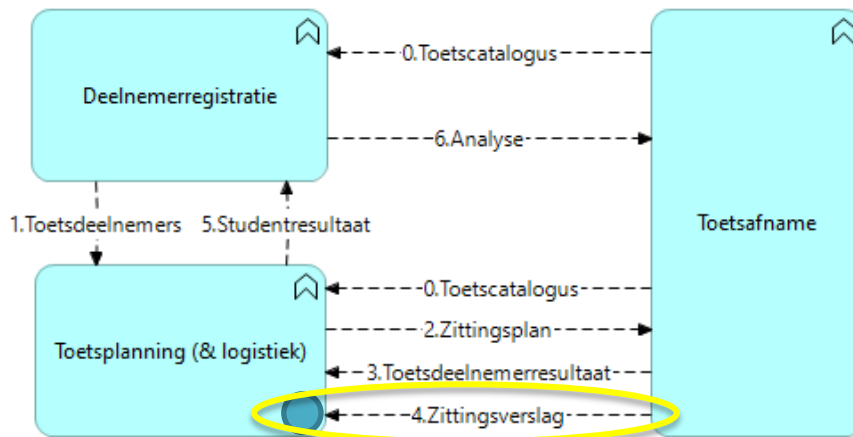 0.Toetscatalogus
Deelnemerregistratie
6.Analyse
1.Toetsdeelnemers
5.Studentresultaat
Toetsafname
0.Toetscatalogus
2.Zittingsplan
Toetsplanning (& logistiek)
3.Toetsdeelnemerresultaat
4.Zittingsverslag